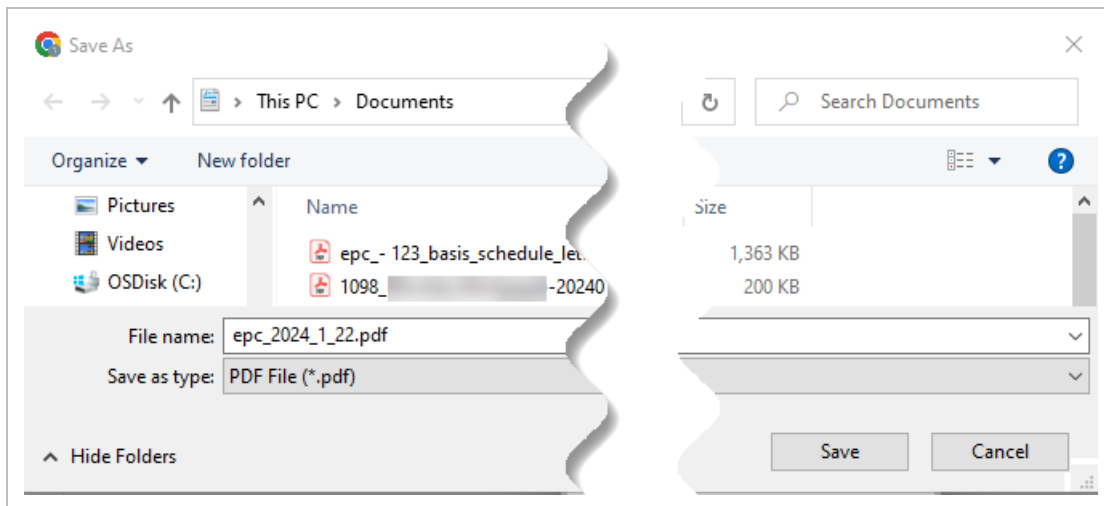 Save As
This PC > Documents
Search Documents
Organize
New folder
Pictures
Videos
OSDisk (C:)
Name
Size
epc_- 123_basis_schedule_let
1,363 KB
1098_ -20240
200 KB
File name: epc_2024_1_22.pdf
Save as type: PDF File (*.pdf)
Hide Folders
Save
Cancel